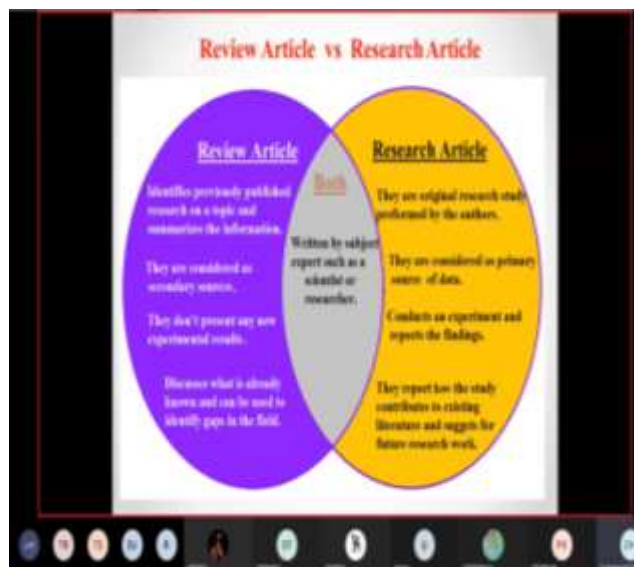 Review Article vs Research Article
Review Article
Identifies previously published
research on a topic and
summarizes the information.
They are considered as
secondary source.
They don't present any new
experimental results.
Discusses what is already
known and can be used to
identify gaps in the field.
Both
Written by subject
expert such as a
scientist or
researcher.
Research Article
They are original research study
performed by the authors.
They are considered as primary
source of data.
Conducts an experiment and
reports the findings.
They report how the study
contributes to existing
literature and suggets for
future research work.